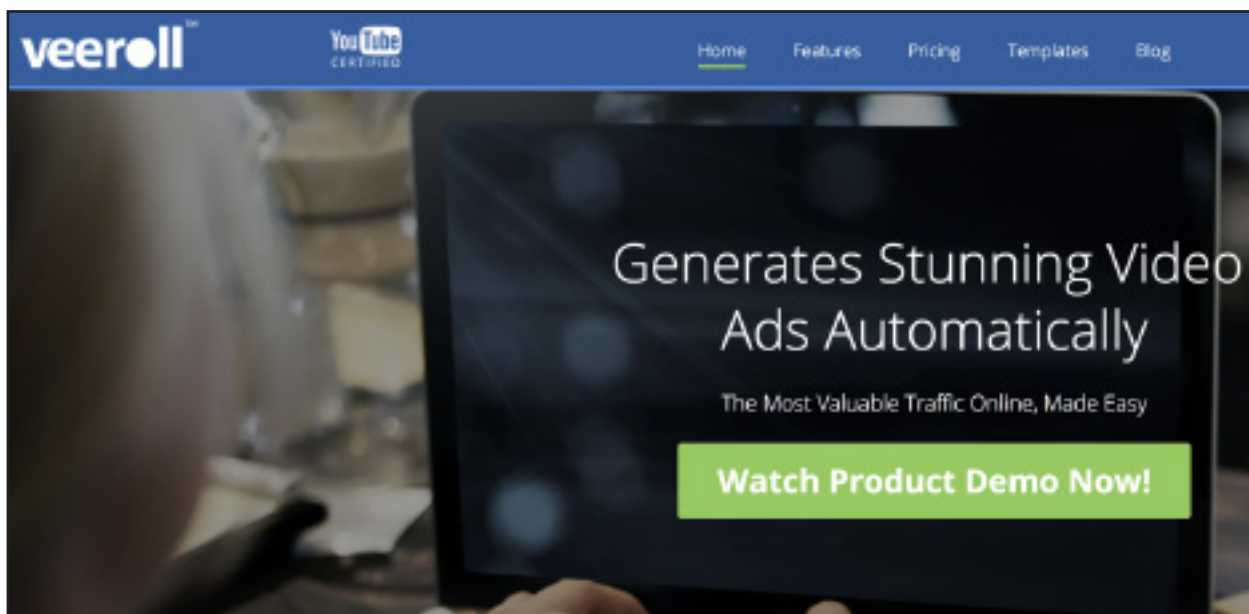 veeroll™
YouTube
CERTIFIED
Home Features Pricing Templates Blog
Generates Stunning Video
Ads Automatically
The Most Valuable Traffic Online, Made Easy
Watch Product Demo Now!